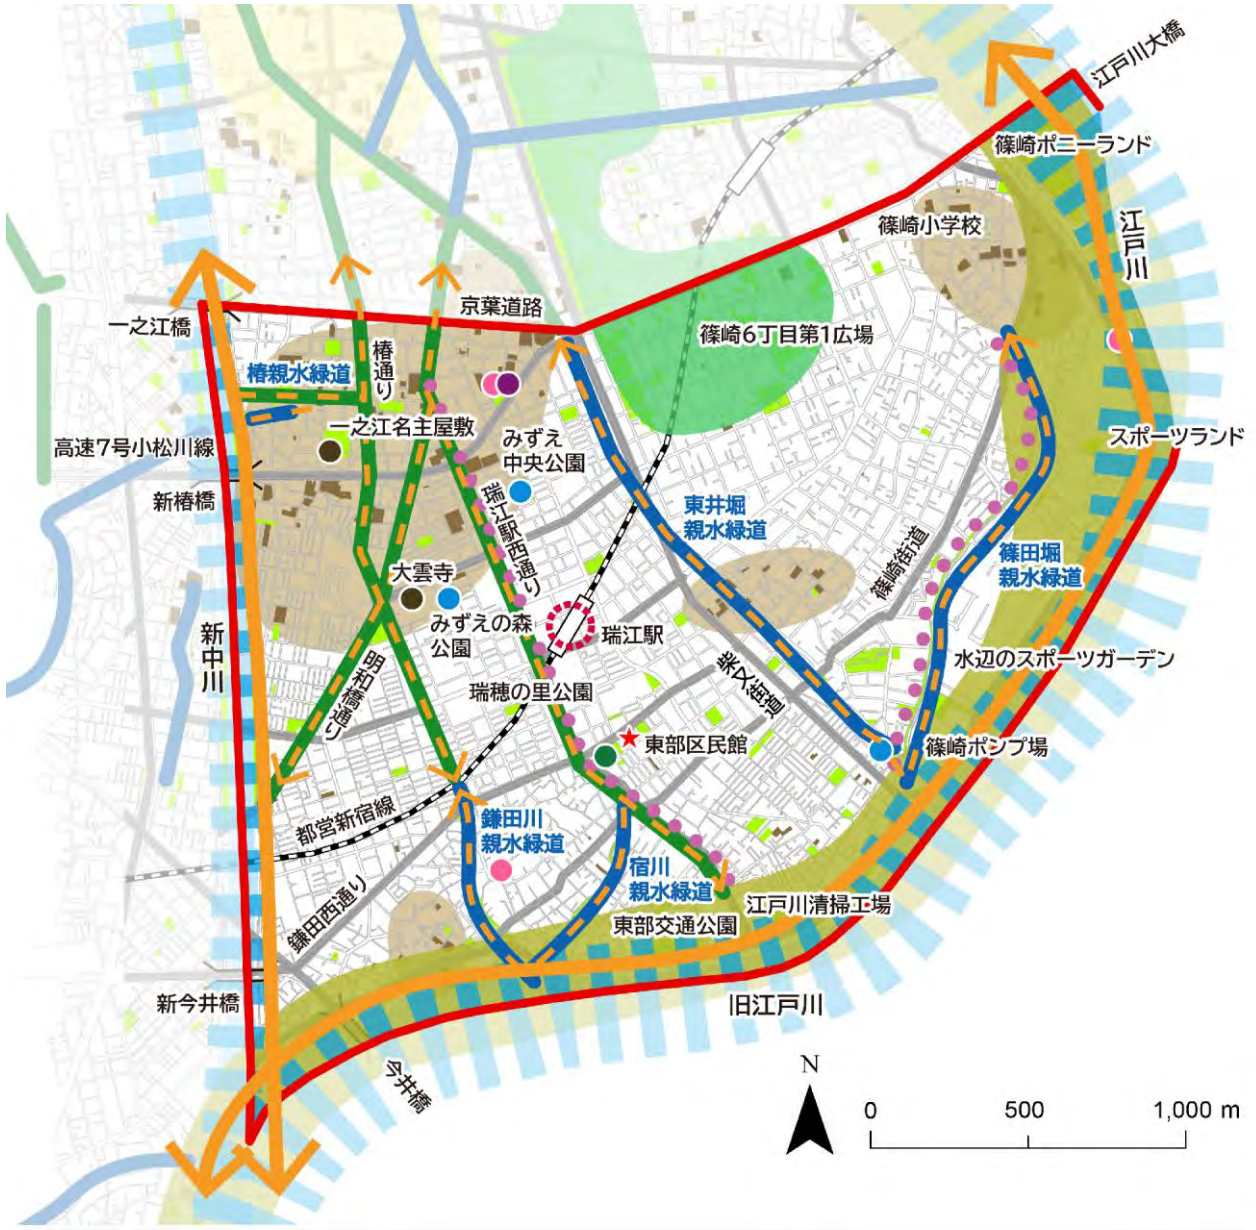 江戸川大橋
篠崎ポニーランド
江戸川
篠崎小学校
京葉道路
一之江橋
篠崎6丁目第1広場
椿通り
椿親水緑道
一之江名主屋敷
高速7号小松川線
みずえ
中央公園
スポーツランド
新椿橋
瑞江駅西通り
東井堀
親水緑道
篠崎街道
篠田堀
親水緑道
大雲寺
みずえの森
公園
瑞江駅
新中川
明和橋通り
瑞穂の里公園
柴又街道
水辺のスポーツガーデン
東部区民館
篠崎ポンプ場
都営新宿線
鎌田川
親水緑道
宿川
親水緑道
鎌田西通り
江戸川清掃工場
東部交通公園
新今井橋
旧江戸川
今井橋
N
0
500
1,000 m